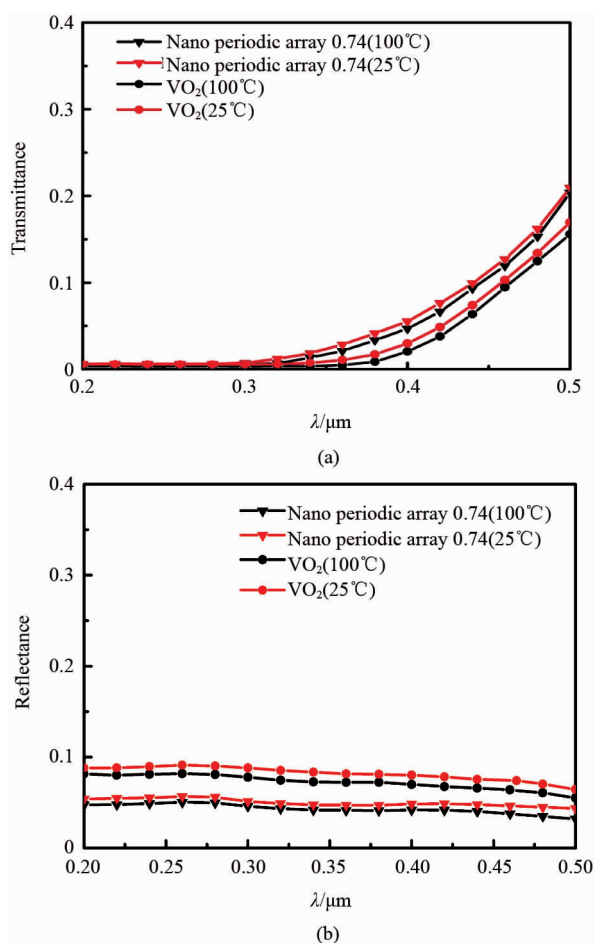 0.4
Nano periodic array 0.74(100℃)
Nano periodic array 0.74(25℃)
VO₂(100℃)
VO₂(25℃)
0.3
0.2
0.1
0
Transmittance
0.2 0.3 0.4 0.5
λ/μm
(a)
0.4
Nano periodic array 0.74(100℃)
Nano periodic array 0.74(25℃)
VO₂(100℃)
VO₂(25℃)
0.3
0.2
0.1
0
Reflectance
0.20 0.25 0.30 0.35 0.40 0.45 0.50
λ/μm
(b)